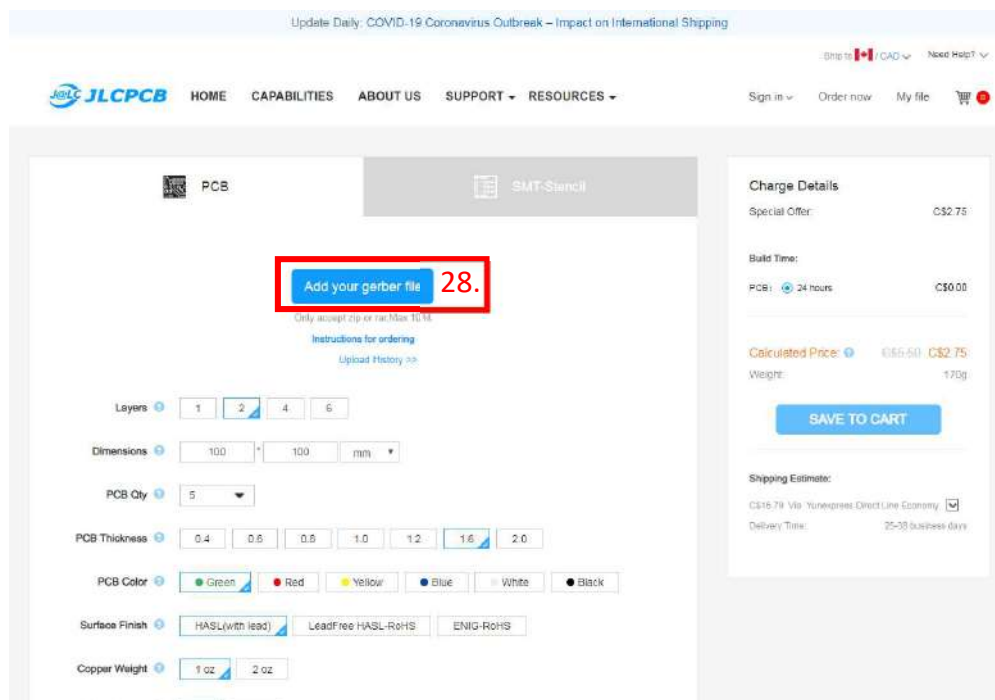 Update Daily: COVID-19 Coronavirus Outbreak – Impact on International Shipping
Ship to / CAD Need Help?
J@LC JLCPCB HOME CAPABILITIES ABOUT US SUPPORT RESOURCES Sign in Order now My file 0
PCB SMT-Stencil
Charge Details
Special Offer: C$2.75
Build Time:
PCB: 24 hours C$0.00
Add your gerber file 28.
Only accept zip or rar,Max 10 M.
Instructions for ordering
Upload History >>
Calculated Price: C$5.50 C$2.75
Weight: 170g
SAVE TO CART
Shipping Estimate:
C$16.79 Via Yunexpress Direct Line Economy
Delivery Time: business days
Layers 1 2 4 6
Dimensions 100 * 100 mm
PCB Qty 5
PCB Thickness 0.4 0.6 0.8 1.0 1.2 1.6 2.0
PCB Color Green Red Yellow Blue White Black
Surface Finish HASL(with lead) LeadFree HASL-RoHS ENIG-RoHS
Copper Weight 1 oz 2 oz